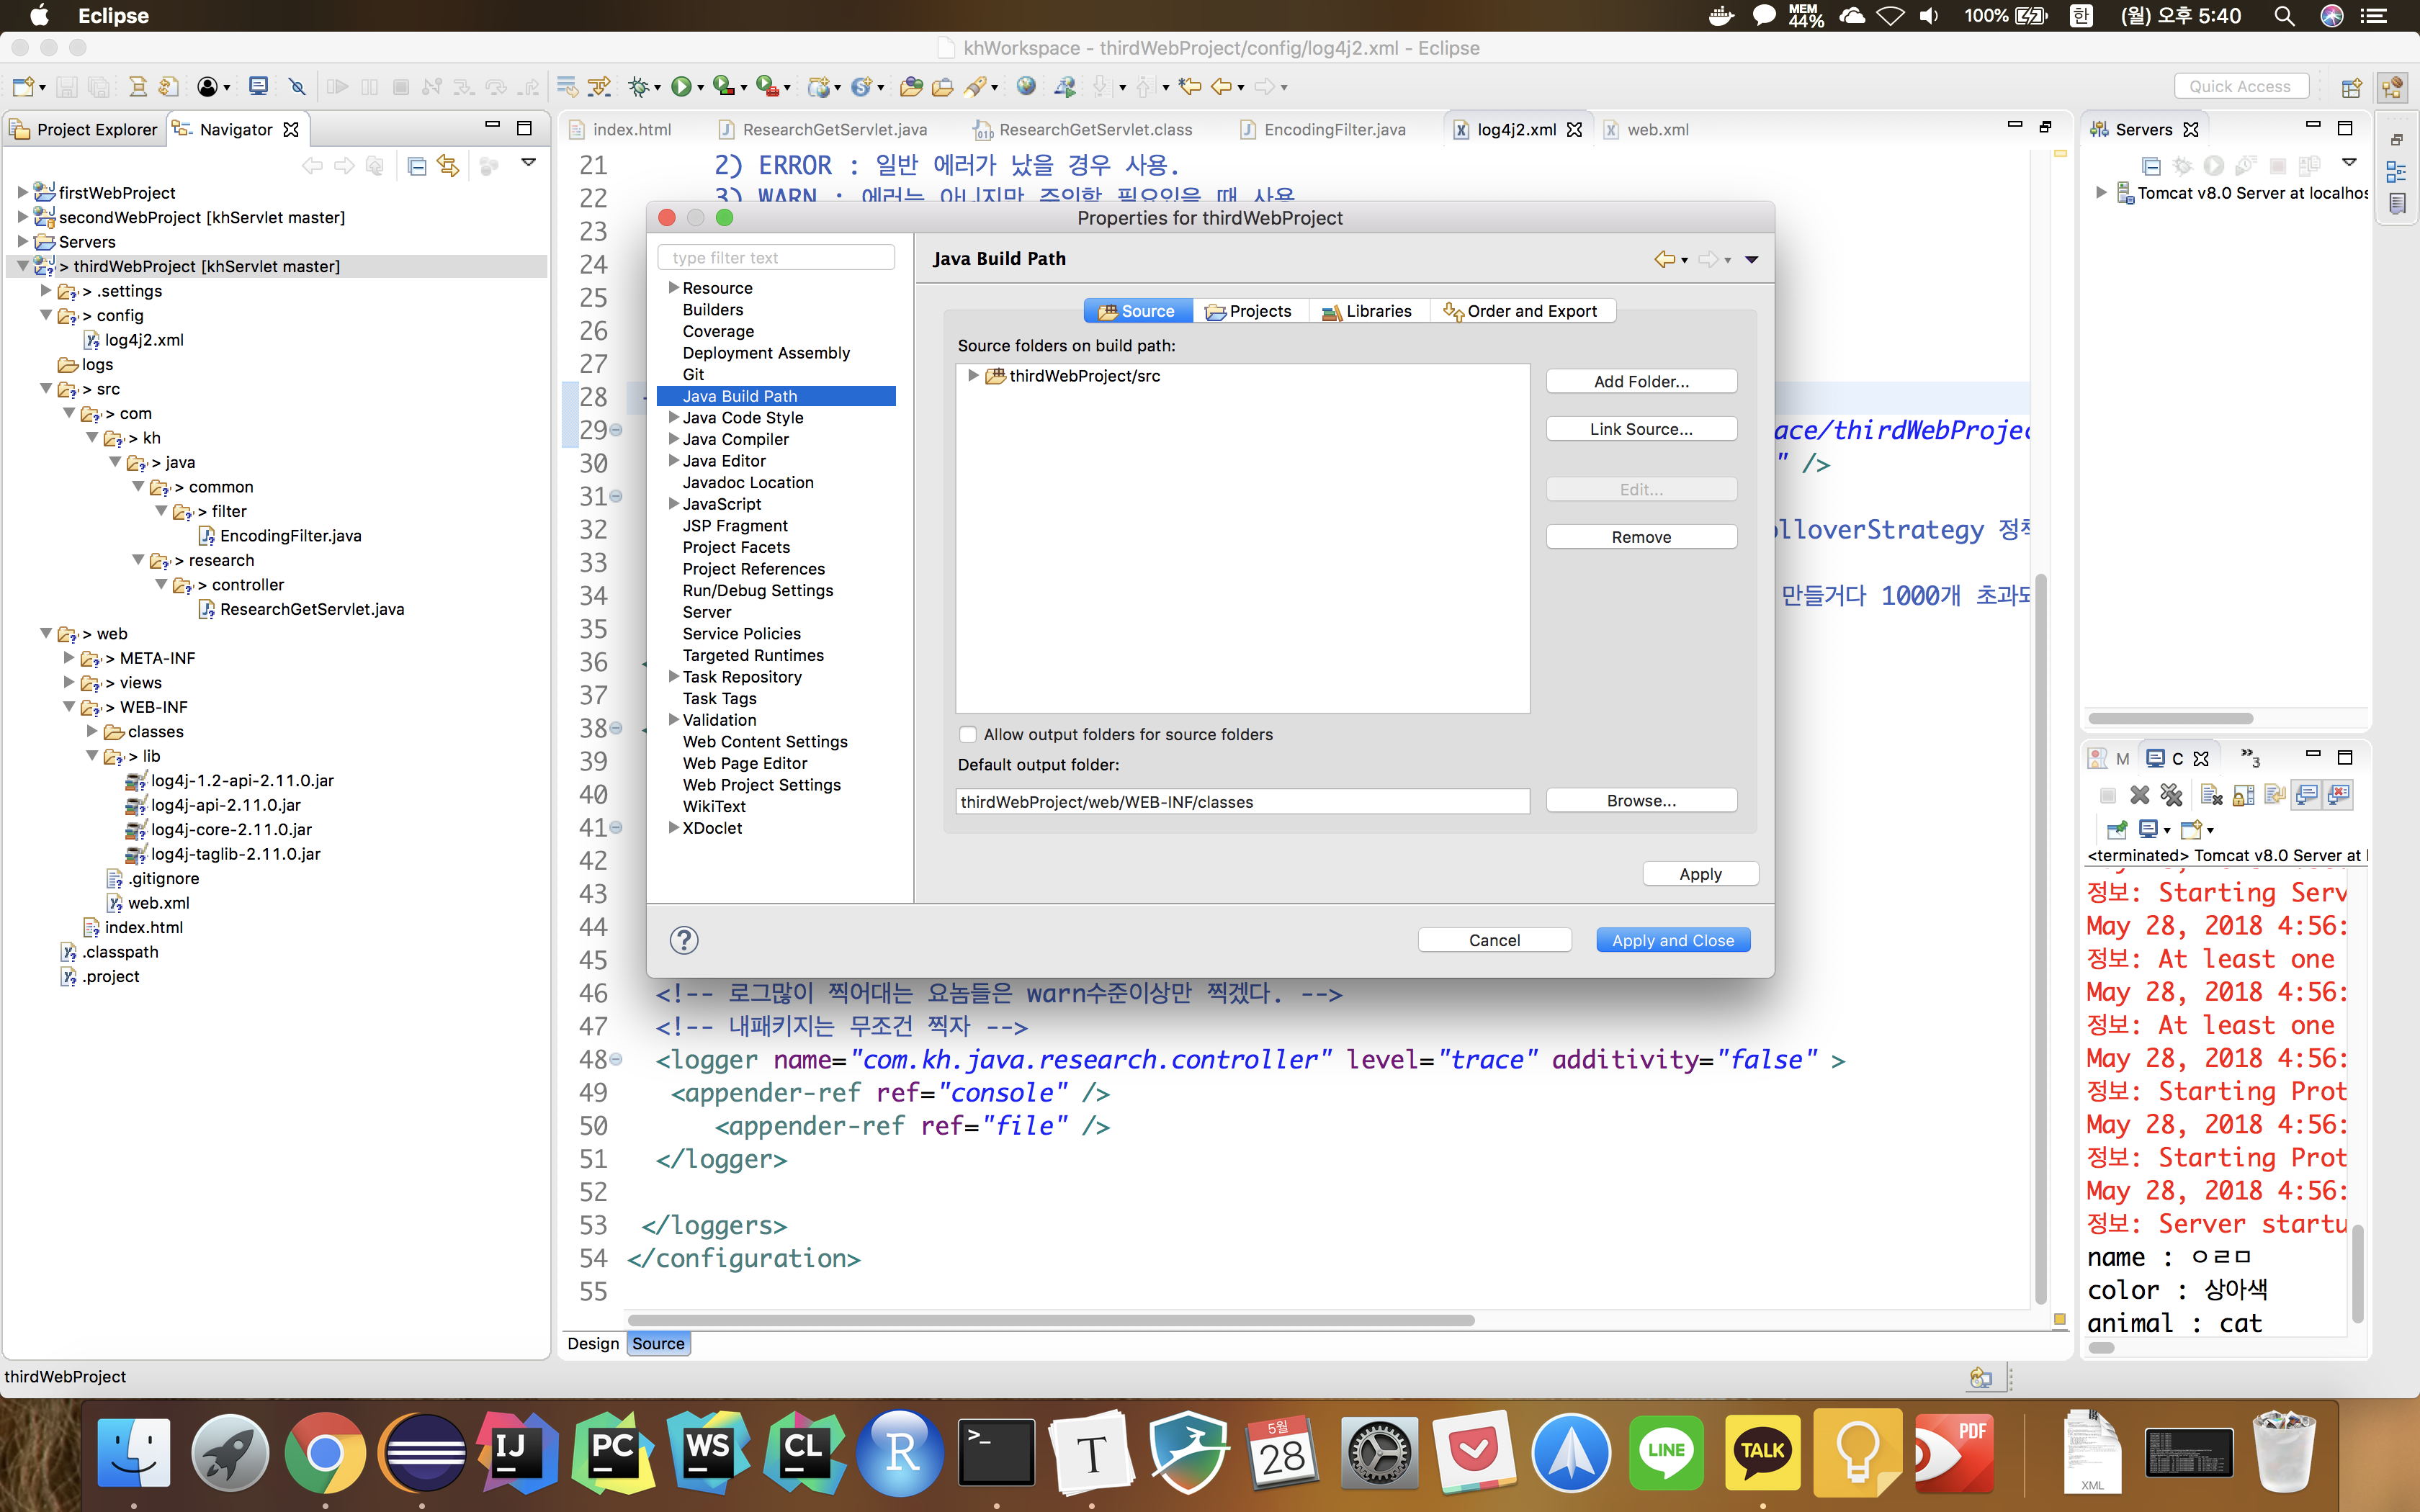 Eclipse
MEM
44%
100%
한
(월) 오후 5:40
khWorkspace - thirdWebProject/config/log4j2.xml - Eclipse
Quick Access
Project Explorer
Navigator
index.html
ResearchGetServlet.java
ResearchGetServlet.class
EncodingFilter.java
log4j2.xml
web.xml
Servers
firstWebProject
secondWebProject [khServlet master]
Servers
> thirdWebProject [khServlet master]
> .settings
> config
log4j2.xml
logs
> src
> com
> kh
> java
> common
> filter
EncodingFilter.java
> research
> controller
ResearchGetServlet.java
> web
> META-INF
> views
> WEB-INF
classes
> lib
log4j-1.2-api-2.11.0.jar
log4j-api-2.11.0.jar
log4j-core-2.11.0.jar
log4j-taglib-2.11.0.jar
.gitignore
web.xml
index.html
.classpath
.project
21 2) ERROR : 일반 에러가 났을 경우 사용.
22 3) WARN : 에러는 아니지만 주의할 필요있을 때 사용
23
24
25
26
27
28
29 ace/thirdWebProjec
30 " />
31
32 olloverStrategy 정책
33
34 만들거다 1000개 초과되
35
36
37
38
39
40
41
42
43
44
45
46 <!-- 로그많이 찍어대는 요놈들은 warn수준이상만 찍겠다. -->
47 <!-- 내패키지는 무조건 찍자 -->
48 <logger name="com.kh.java.research.controller" level="trace" additivity="false" >
49 <appender-ref ref="console" />
50 <appender-ref ref="file" />
51 </logger>
52
53 </loggers>
54 </configuration>
55
Design
Source
Properties for thirdWebProject
type filter text
Resource
Builders
Coverage
Deployment Assembly
Git
Java Build Path
Java Code Style
Java Compiler
Java Editor
Javadoc Location
JavaScript
JSP Fragment
Project Facets
Project References
Run/Debug Settings
Server
Service Policies
Targeted Runtimes
Task Repository
Task Tags
Validation
Web Content Settings
Web Page Editor
Web Project Settings
WikiText
XDoclet
Java Build Path
Source
Projects
Libraries
Order and Export
Source folders on build path:
thirdWebProject/src
Add Folder...
Link Source...
Edit...
Remove
Allow output folders for source folders
Default output folder:
thirdWebProject/web/WEB-INF/classes
Browse...
Apply
?
Cancel
Apply and Close
Tomcat v8.0 Server at localhos
M
C
3
<terminated> Tomcat v8.0 Server at l
정보: Starting Serv
May 28, 2018 4:56:
정보: At least one
May 28, 2018 4:56:
정보: At least one
May 28, 2018 4:56:
정보: Starting Prot
May 28, 2018 4:56:
정보: Starting Prot
May 28, 2018 4:56:
정보: Server startu
name : ㅇㄹㅁ
color : 상아색
animal : cat
thirdWebProject
IJ
PC
WS
CL
R
>_
T
5월
28
LINE
TALK
PDF
XML